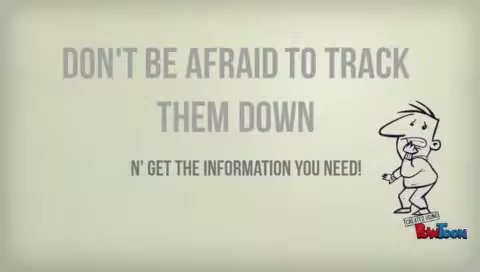 DON'T BE AFRAID TO TRACK
THEM DOWN
N' GET THE INFORMATION YOU NEED!
CREATED USING
POWTOON